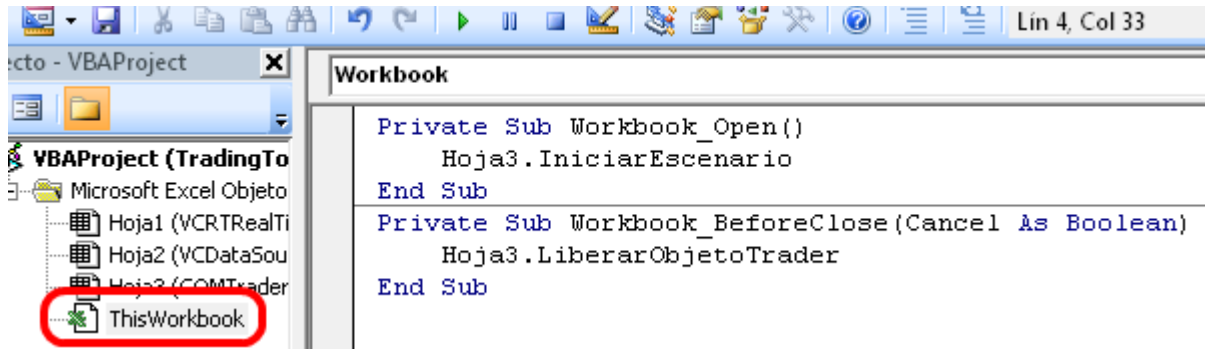 Lín 4, Col 33
ecto - VBAProject
Workbook
VBAProject (TradingTo
Microsoft Excel Objeto
Hoja1 (VCRTRealTi
Hoja2 (VCDataSou
Hoja3 (COMTrader
ThisWorkbook
Private Sub Workbook_Open()
Hoja3.IniciarEscenario
End Sub
Private Sub Workbook_BeforeClose(Cancel As Boolean)
Hoja3.LiberarObjetoTrader
End Sub